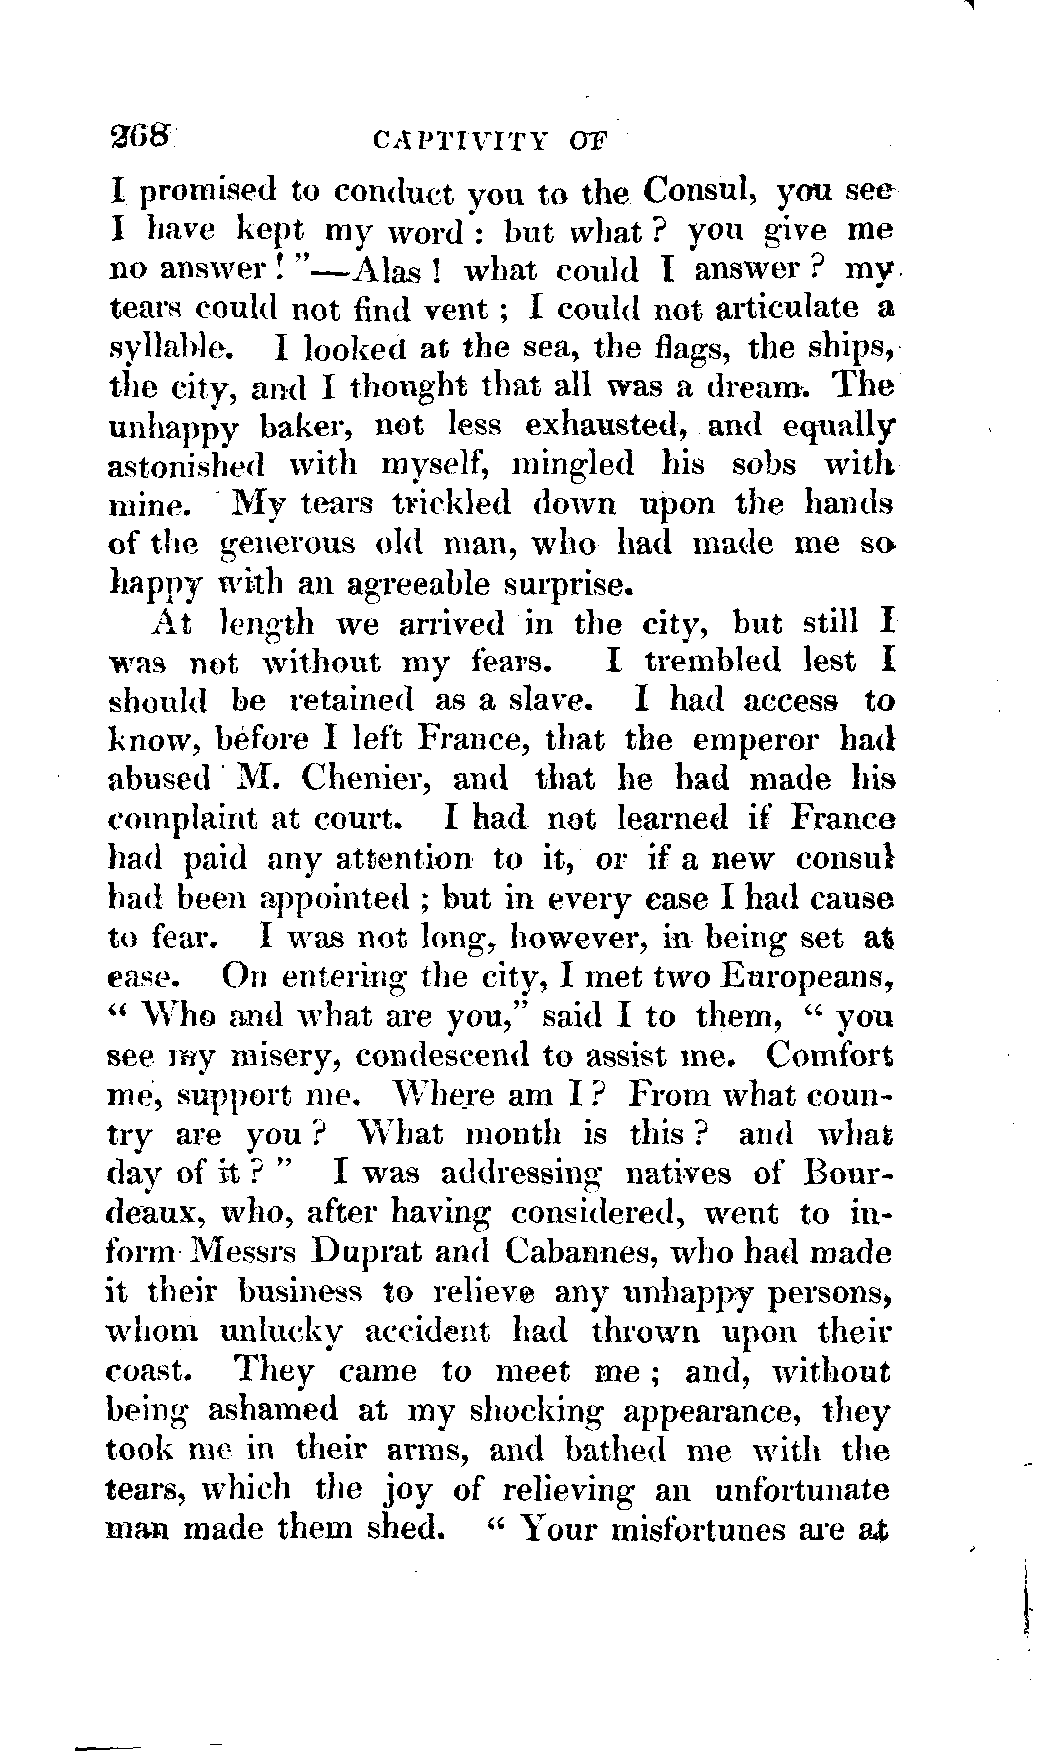 268 CAPTIVITY OF
I promised to conduct you to the Consul, you see
I have kept my word : but what ? you give me
no answer ! "—Alas ! what could I answer ? my
tears could not find vent ; I could not articulate a
syllable. I looked at the sea, the flags, the ships,
the city, and I thought that all was a dream. The
unhappy baker, not less exhausted, and equally
astonished with myself, mingled his sobs with
mine. My tears trickled down upon the hands
of the generous old man, who had made me so
happy with an agreeable surprise.
At length we arrived in the city, but still I
was not without my fears. I trembled lest I
should be retained as a slave. I had access to
know, before I left France, that the emperor had
abused M. Chenier, and that he had made his
complaint at court. I had not learned if France
had paid any attention to it, or if a new consul
had been appointed ; but in every case I had cause
to fear. I was not long, however, in being set at
ease. On entering the city, I met two Europeans,
“ Who and what are you,” said I to them, “ you
see my misery, condescend to assist me. Comfort
me, support me. Where am I ? From what coun-
try are you ? What month is this ? and what
day of it ? ” I was addressing natives of Bour-
deaux, who, after having considered, went to in-
form Messrs Duprat and Cabannes, who had made
it their business to relieve any unhappy persons,
whom unlucky accident had thrown upon their
coast. They came to meet me ; and, without
being ashamed at my shocking appearance, they
took me in their arms, and bathed me with the
tears, which the joy of relieving an unfortunate
man made them shed. “ Your misfortunes are at